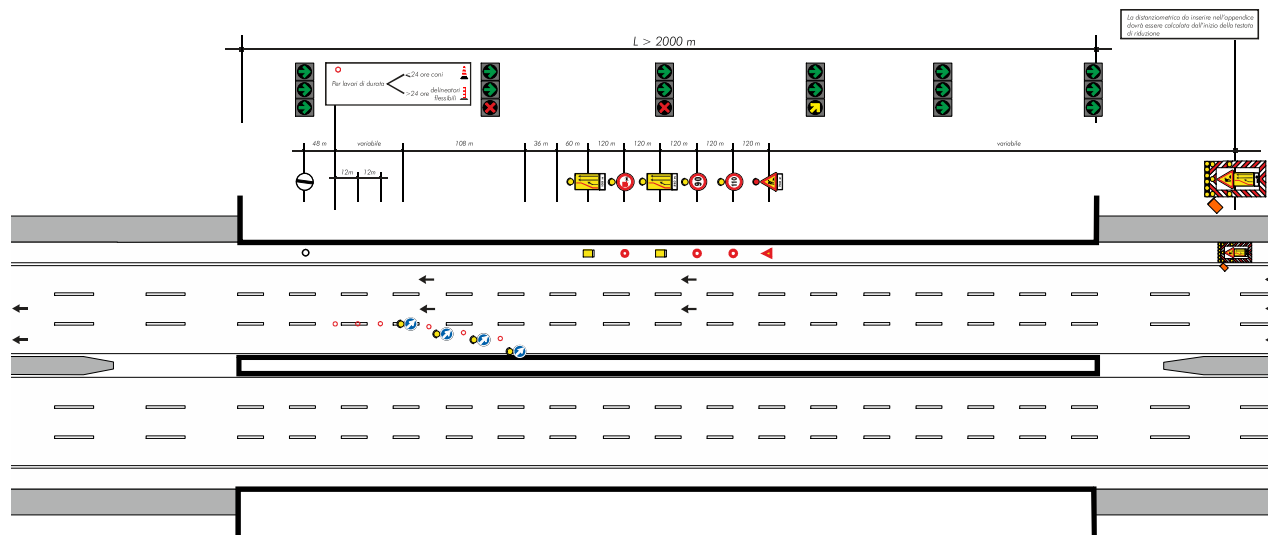 La distanziometrica da inserire nell'appendice
dovrà essere calcolata dall'inizio della testata
di riduzione
L > 2000 m
Per lavori di durata
<24 ore coni
>24 ore delineatori
flessibili
48 m
variabile
108 m
36 m
60 m
120 m
120 m
120 m
120 m
120 m
variabile
12m
12m
90
110